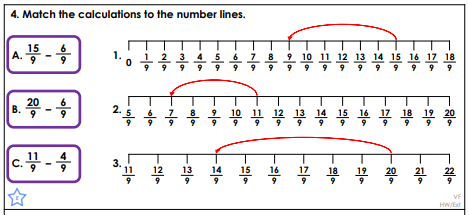 4. Match the calculations to the number lines.
A. 15/9 - 6/9
1. 0 1/9 2/9 3/9 4/9 5/9 6/9 7/9 8/9 9/9 10/9 11/9 12/9 13/9 14/9 15/9 16/9 17/9 18/9
B. 20/9 - 6/9
2. 5/9 6/9 7/9 8/9 9/9 10/9 11/9 12/9 13/9 14/9 15/9 16/9 17/9 18/9 19/9 20/9
C. 11/9 - 4/9
3. 11/9 12/9 13/9 14/9 15/9 16/9 17/9 18/9 19/9 20/9 21/9 22/9
VF
HW/Ext